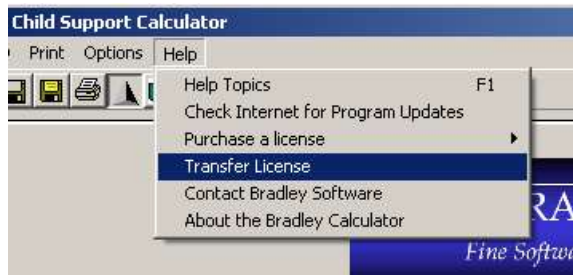 Child Support Calculator
Print Options Help
Help Topics F1
Check Internet for Program Updates
Purchase a license
Transfer License
Contact Bradley Software
About the Bradley Calculator
Fine